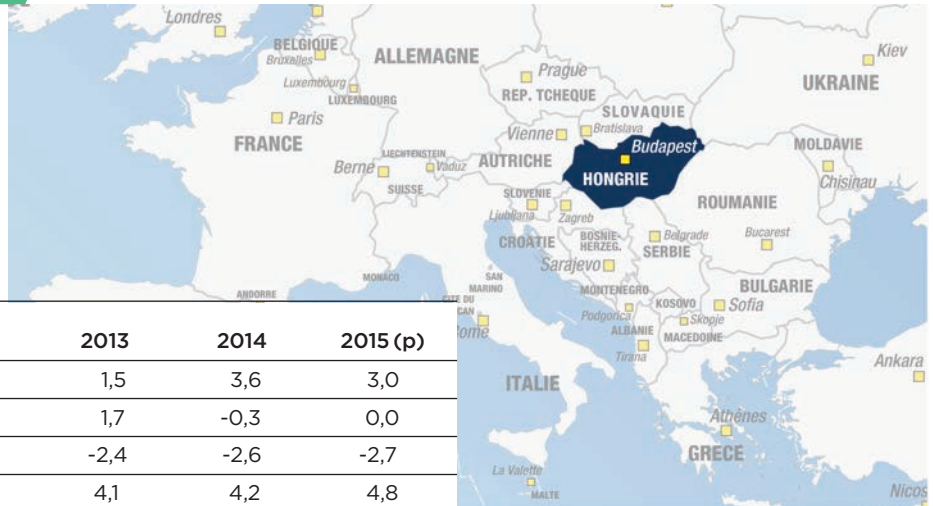 Londres
Kiev
BELGIQUE
Bruxelles
ALLEMAGNE
Prague
UKRAINE
Luxembourg
LUXEMBOURG
REP. TCHEQUE
SLOVAQUIE
Paris
Vienne
Bratislava
FRANCE
Budapest
MOLDAVIE
LIECHTENSTEIN
Berne
Vaduz
AUTRICHE
HONGRIE
Chisinau
SUISSE
SLOVENIE
ROUMANIE
Ljubljana
Zagreb
CROATIE
BOSNIE-
HERZEG.
Belgrade
Bucarest
SERBIE
Sarajevo
MONACO
SAN
MARINO
MONTENEGRO
BULGARIE
ANDORRE
CITE DU
KOSOVO
Sofia
CAN
Podgorica
Skopje
Rome
ALBANIE
MACEDOINE
2013 2014 2015 (p)
Tirana
Ankara
1,5 3,6 3,0
ITALIE
1,7 -0,3 0,0
Athènes
-2,4 -2,6 -2,7
GRECE
La Valette
4,1 4,2 4,8
MALTE
Nicos